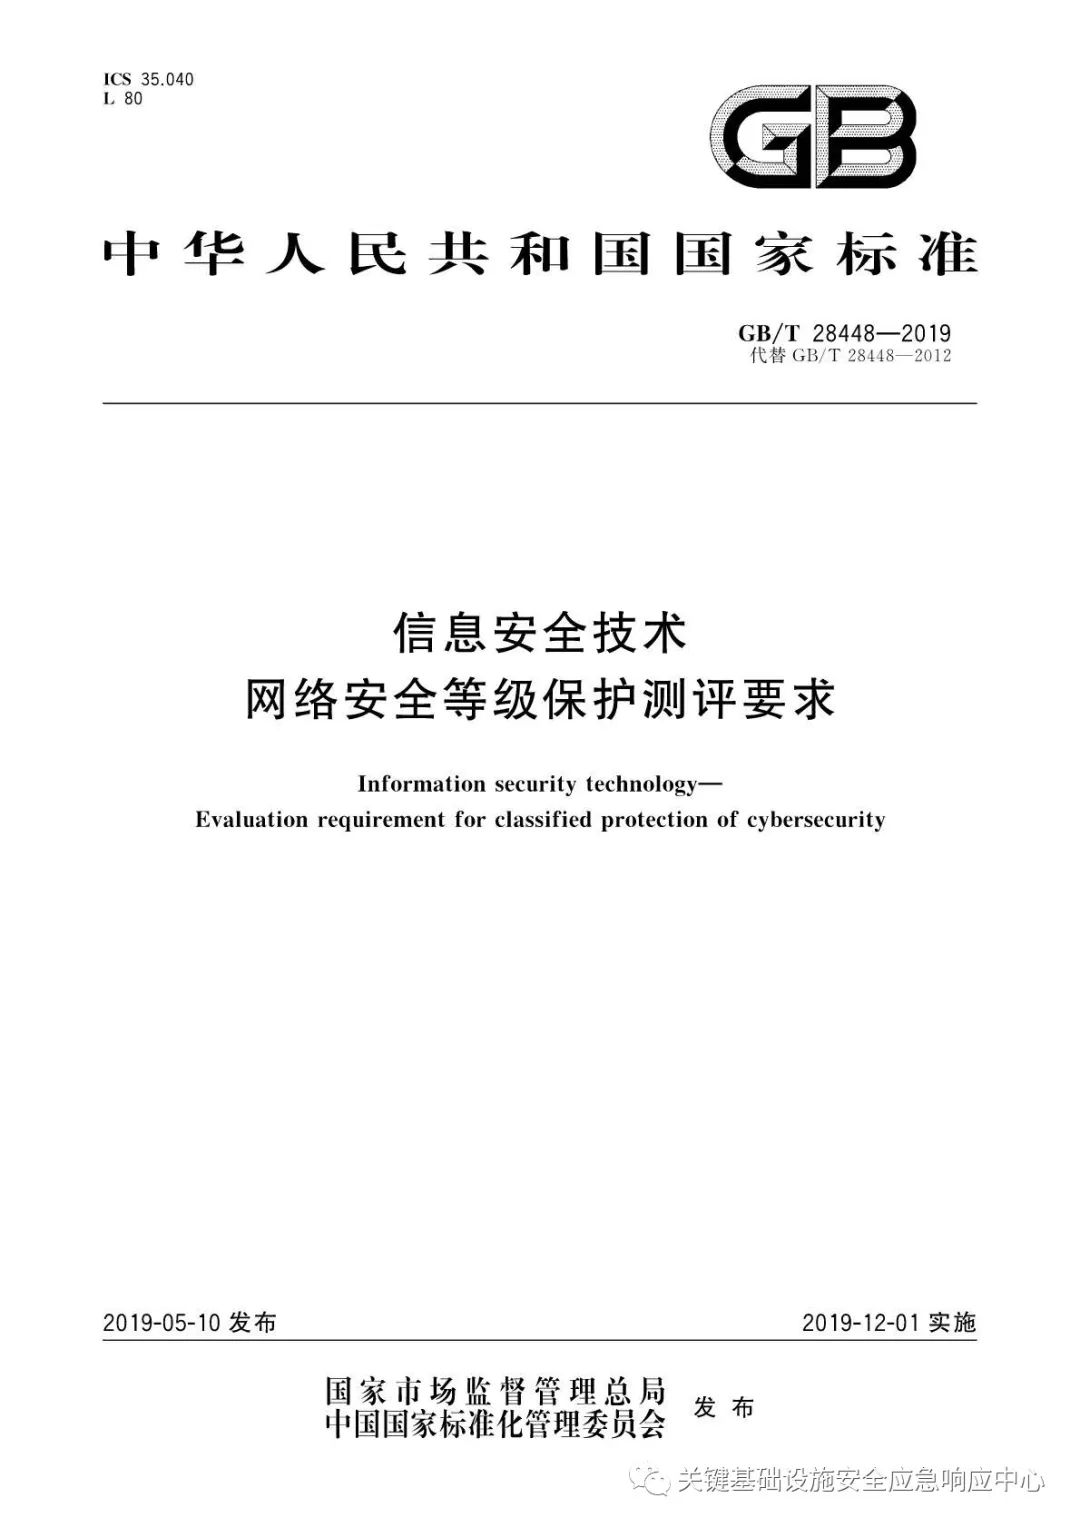 ICS 35.040
L 80
GB
中华人民共和国国家标准
GB/T 28448—2019
代替 GB/T 28448—2012
信息安全技术
网络安全等级保护测评要求
Information security technology—
Evaluation requirement for classified protection of cybersecurity
2019-05-10 发布
2019-12-01 实施
国家市场监督管理总局
中国国家标准化管理委员会
发布
关键基础设施安全应急响应中心